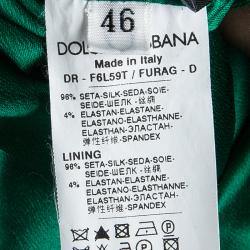 46
DOLCE & GABBANA
Made in Italy
DR - F6L59T / FURAG - D
96% SETA-SILK-SEDA-SOIE-
SEIDE-ШЕЛК - 丝绸
4% ELASTAN-ELASTANO-
ELASTANE-ELASTHANNE-
ELASTHAN-ЭЛАСТАН-
弹性纤维-SPANDEX
LINING
96% SETA-SILK-SEDA-SOIE-
SEIDE-ШЕЛК - 丝绸
4% ELASTAN-ELASTANO-
ELASTANE-ELASTHANNE-
ELASTHAN-ЭЛАСТАН-
弹性纤维-SPANDEX